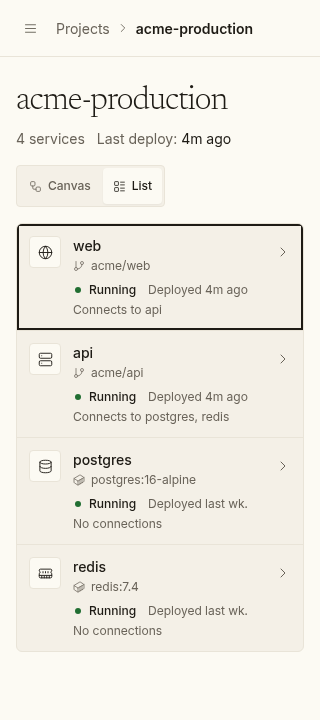 Projects acme-production
acme-production
4 services Last deploy: 4m ago
Canvas List
web
acme/web
Running Deployed 4m ago
Connects to api
api
acme/api
Running Deployed 4m ago
Connects to postgres, redis
postgres
postgres:16-alpine
Running Deployed last wk.
No connections
redis
redis:7.4
Running Deployed last wk.
No connections